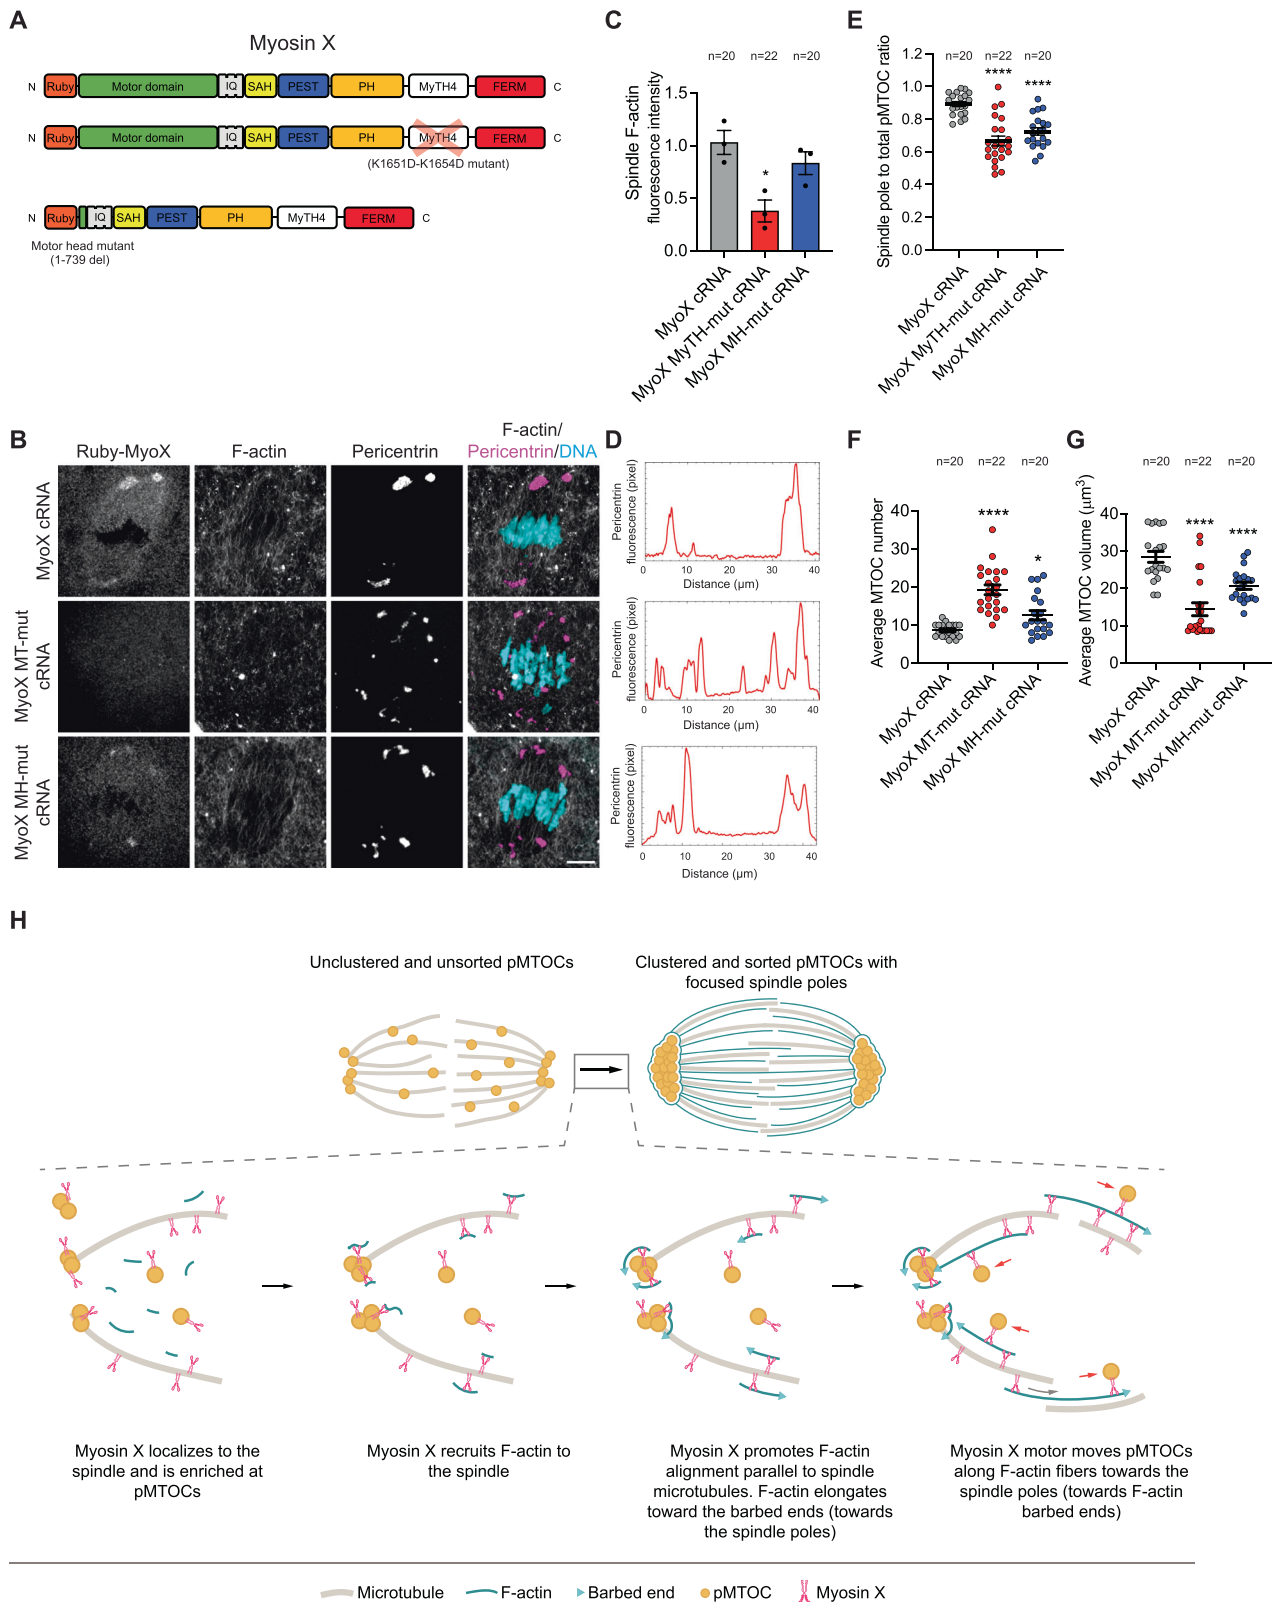 A
Myosin X
N Ruby Motor domain IQ SAH PEST PH MyTH4 FERM C
N Ruby Motor domain IQ SAH PEST PH MyTH4 FERM C
(K1651D-K1654D mutant)
N Ruby IQ SAH PEST PH MyTH4 FERM C
Motor head mutant
(1-739 del)
C
n=20 n=22 n=20
Spindle F-actin
fluorescence intensity
1.5
1.0
0.5
0.0
*
MyoX cRNA
MyoX MyTH-mut cRNA
MyoX MH-mut cRNA
E
n=20 n=22 n=20
**** ****
Spindle pole to total pMTOC ratio
1.2
1.0
0.8
0.6
0.4
0.2
0.0
MyoX cRNA
MyoX MyTH-mut cRNA
MyoX MH-mut cRNA
B
Ruby-MyoX F-actin Pericentrin F-actin/
Pericentrin/DNA
MyoX cRNA
MyoX MT-mut
cRNA
MyoX MH-mut
cRNA
D
Pericentrin
fluorescence (pixel)
0 10 20 30 40
Distance (μm)
Pericentrin
fluorescence (pixel)
0 10 20 30 40
Distance (μm)
Pericentrin
fluorescence (pixel)
0 10 20 30 40
Distance (μm)
F
n=20 n=22 n=20
**** *
Average MTOC number
40
30
20
10
0
MyoX cRNA
MyoX MT-mut cRNA
MyoX MH-mut cRNA
G
n=20 n=22 n=20
**** ****
Average MTOC volume (μm³)
40
30
20
10
0
MyoX cRNA
MyoX MT-mut cRNA
MyoX MH-mut cRNA
H
Unclustered and unsorted pMTOCs
Clustered and sorted pMTOCs with
focused spindle poles
Myosin X localizes to the
spindle and is enriched at
pMTOCs
Myosin X recruits F-actin to
the spindle
Myosin X promotes F-actin
alignment parallel to spindle
microtubules. F-actin elongates
toward the barbed ends (towards
the spindle poles)
Myosin X motor moves pMTOCs
along F-actin fibers towards the
spindle poles (towards F-actin
barbed ends)
Microtubule F-actin Barbed end pMTOC Myosin X